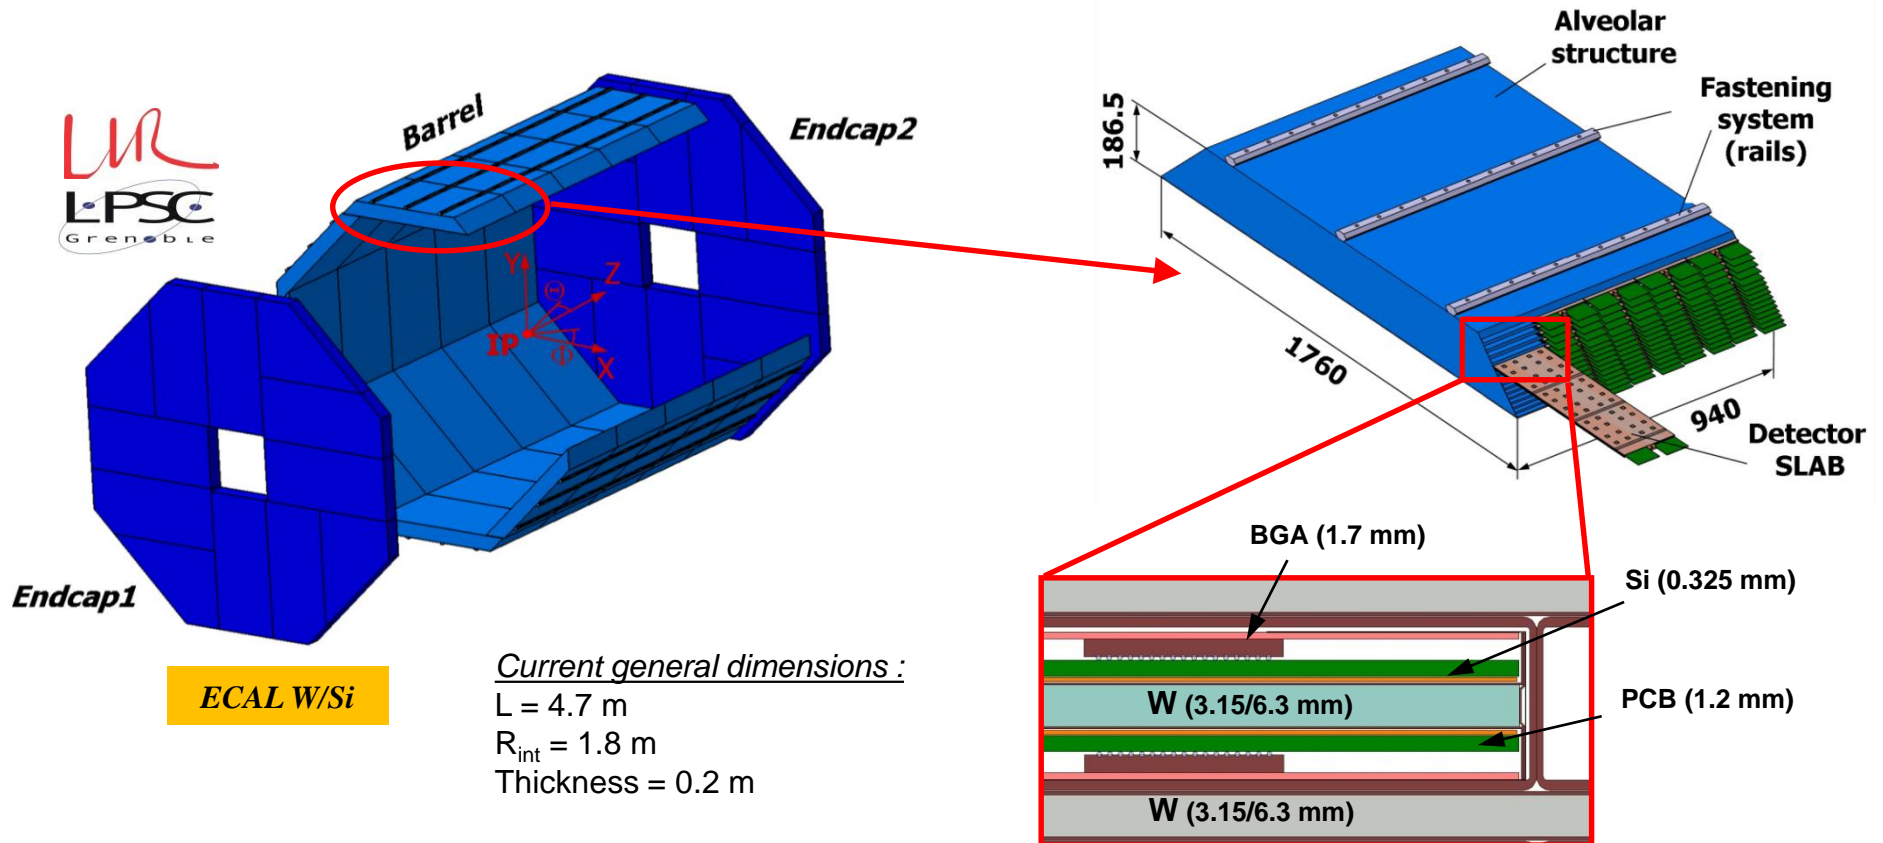 LLR
LPSC
Grenoble
Barrel
Endcap2
Endcap1
Y
Θ
Z
IP
Φ
X
Alveolar
structure
Fastening
system
(rails)
186.5
1760
940
Detector
SLAB
BGA (1.7 mm)
Si (0.325 mm)
W (3.15/6.3 mm)
PCB (1.2 mm)
W (3.15/6.3 mm)
ECAL W/Si
Current general dimensions :
L = 4.7 m
R_int = 1.8 m
Thickness = 0.2 m